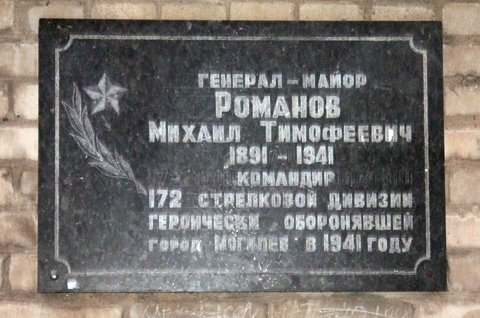 ГЕНЕРАЛ - МАЙОР
РОМАНОВ
МИХАИЛ ТИМОФЕЕВИЧ
1891 - 1941
КОМАНДИР
172 СТРЕЛКОВОЙ ДИВИЗИИ
ГЕРОИЧЕСКИ ОБОРОНЯВШЕЙ
ГОРОД МОГИЛЕВ В 1941 ГОДУ